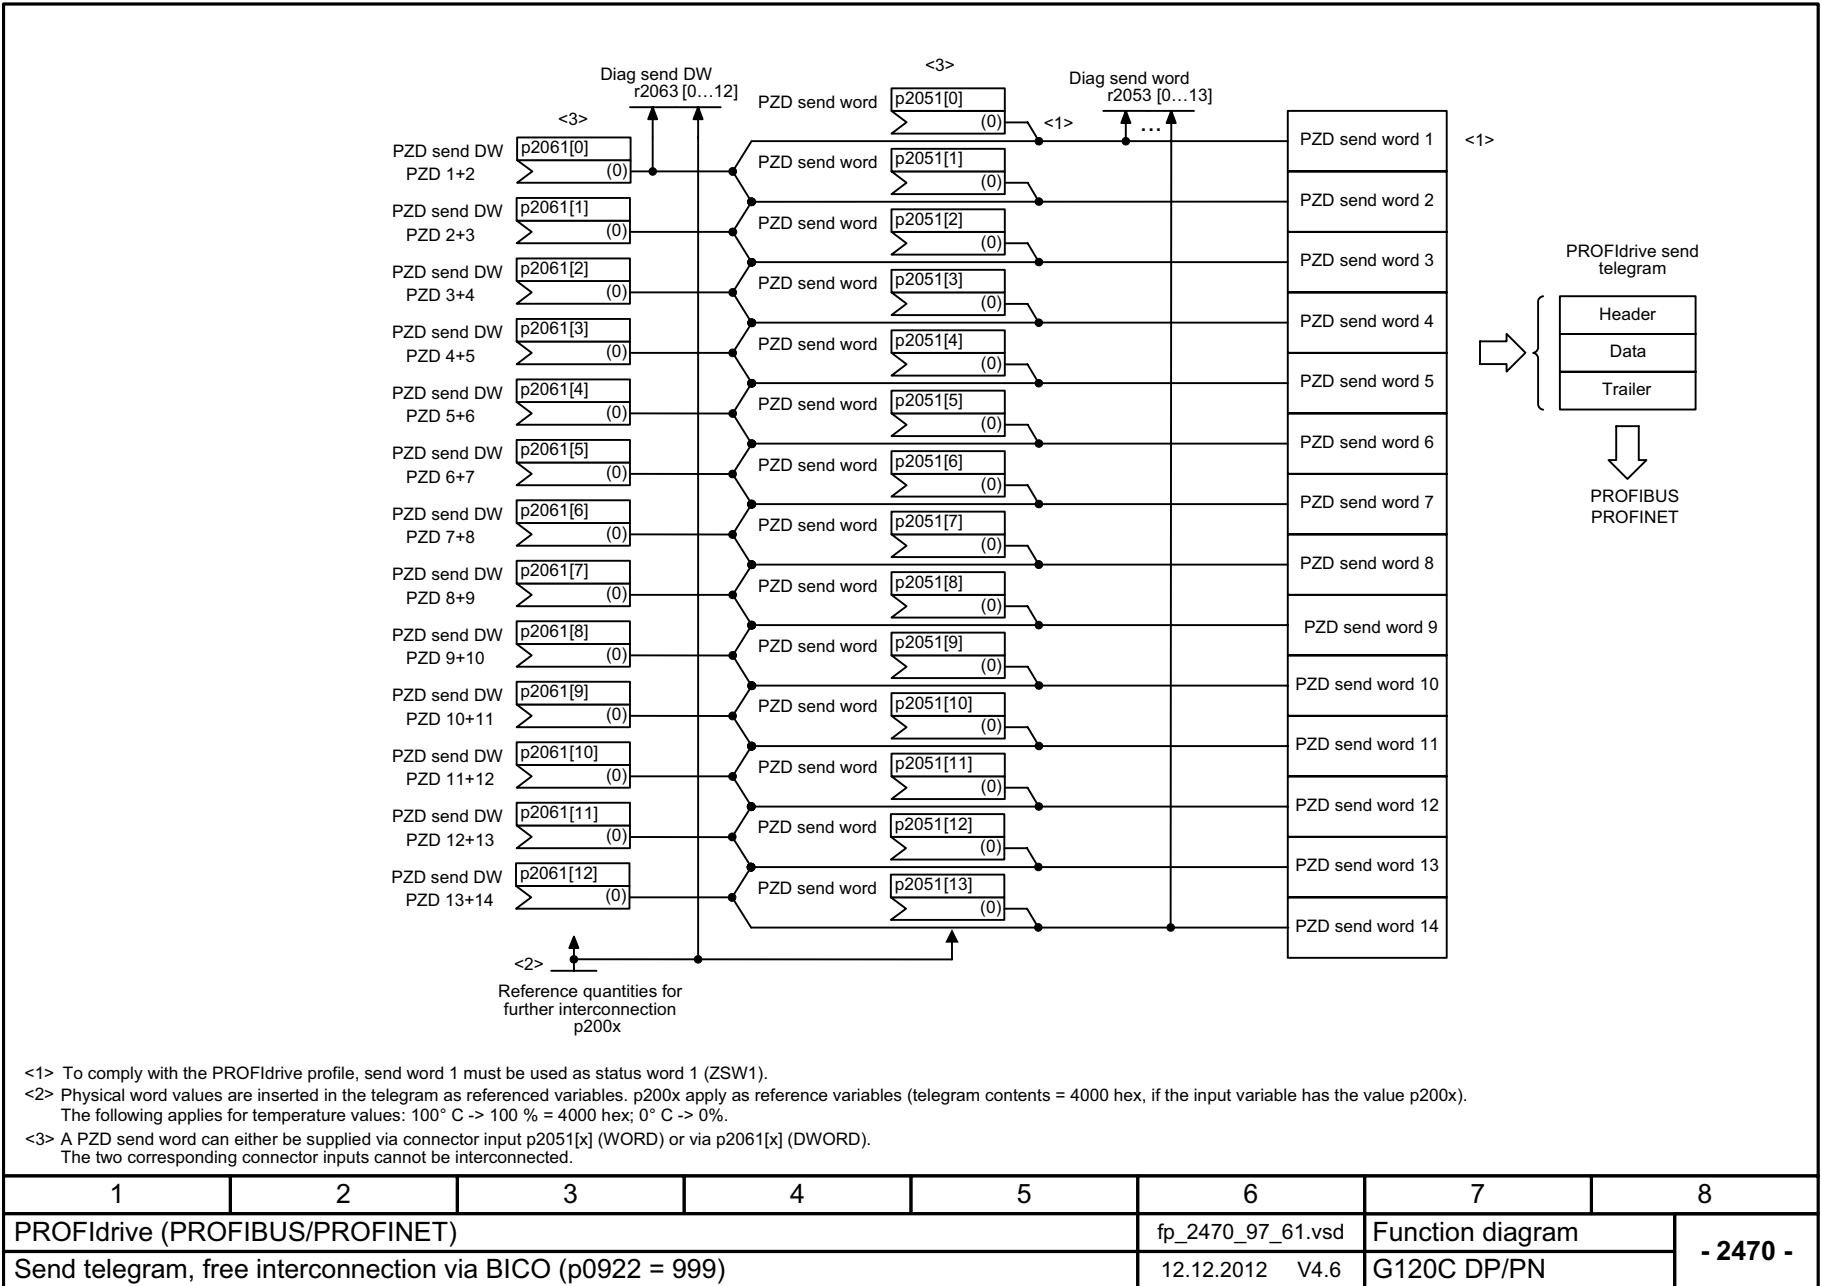 Diag send DW
r2063 [0…12]
<3>
Diag send word
r2053 [0…13]
<3>
PZD send word
p2051[0]
(0)
<1>
...
PZD send word 1
<1>
PZD send DW
PZD 1+2
p2061[0]
(0)
PZD send word
p2051[1]
(0)
PZD send word 2
PZD send DW
PZD 2+3
p2061[1]
(0)
PZD send word
p2051[2]
(0)
PZD send word 3
PZD send DW
PZD 3+4
p2061[2]
(0)
PZD send word
p2051[3]
(0)
PZD send word 4
PZD send DW
PZD 4+5
p2061[3]
(0)
PZD send word
p2051[4]
(0)
PZD send word 5
PZD send DW
PZD 5+6
p2061[4]
(0)
PZD send word
p2051[5]
(0)
PZD send word 6
PZD send DW
PZD 6+7
p2061[5]
(0)
PZD send word
p2051[6]
(0)
PZD send word 7
PZD send DW
PZD 7+8
p2061[6]
(0)
PZD send word
p2051[7]
(0)
PZD send word 8
PZD send DW
PZD 8+9
p2061[7]
(0)
PZD send word
p2051[8]
(0)
PZD send word 9
PZD send DW
PZD 9+10
p2061[8]
(0)
PZD send word
p2051[9]
(0)
PZD send word 10
PZD send DW
PZD 10+11
p2061[9]
(0)
PZD send word
p2051[10]
(0)
PZD send word 11
PZD send DW
PZD 11+12
p2061[10]
(0)
PZD send word
p2051[11]
(0)
PZD send word 12
PZD send DW
PZD 12+13
p2061[11]
(0)
PZD send word
p2051[12]
(0)
PZD send word 13
PZD send DW
PZD 13+14
p2061[12]
(0)
PZD send word
p2051[13]
(0)
PZD send word 14
PROFIdrive send
telegram
Header
Data
Trailer
PROFIBUS
PROFINET
<2>
Reference quantities for
further interconnection
p200x
<1> To comply with the PROFIdrive profile, send word 1 must be used as status word 1 (ZSW1).
<2> Physical word values are inserted in the telegram as referenced variables. p200x apply as reference variables (telegram contents = 4000 hex, if the input variable has the value p200x).
The following applies for temperature values: 100° C -> 100 % = 4000 hex; 0° C -> 0%.
<3> A PZD send word can either be supplied via connector input p2051[x] (WORD) or via p2061[x] (DWORD).
The two corresponding connector inputs cannot be interconnected.
1 2 3 4 5 6 7 8
PROFIdrive (PROFIBUS/PROFINET)
fp_2470_97_61.vsd
Function diagram
- 2470 -
Send telegram, free interconnection via BICO (p0922 = 999)
12.12.2012 V4.6
G120C DP/PN